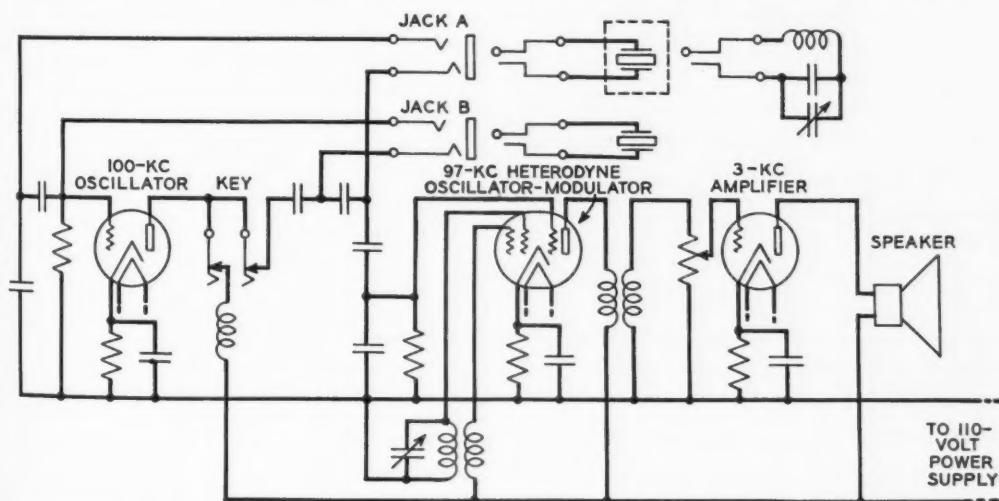 JACK A
JACK B
100-KC
OSCILLATOR
KEY
97-KC HETERODYNE
OSCILLATOR-MODULATOR
3-KC
AMPLIFIER
SPEAKER
TO 110-
VOLT
POWER
SUPPLY